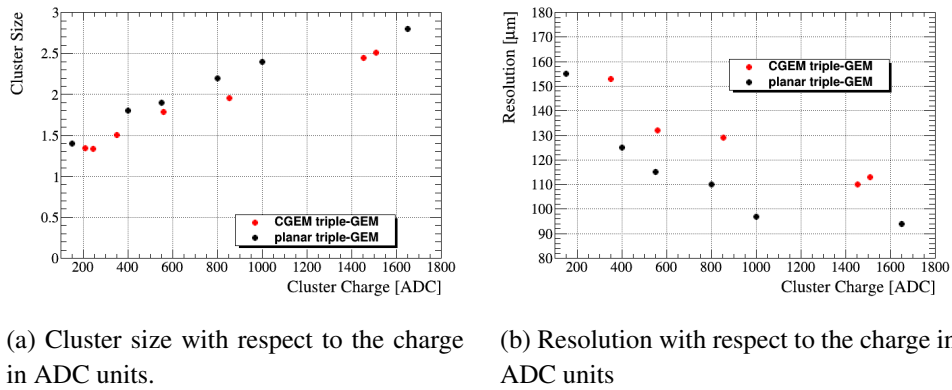 Cluster Size
3
2.5
2
1.5
1
0.5
0
CGEM triple-GEM
planar triple-GEM
200 400 600 800 1000 1200 1400 1600 1800
Cluster Charge [ADC]
(a) Cluster size with respect to the charge
in ADC units.
Resolution [μm]
180
170
160
150
140
130
120
110
100
90
80
CGEM triple-GEM
planar triple-GEM
200 400 600 800 1000 1200 1400 1600 1800
Cluster Charge [ADC]
(b) Resolution with respect to the charge in
ADC units